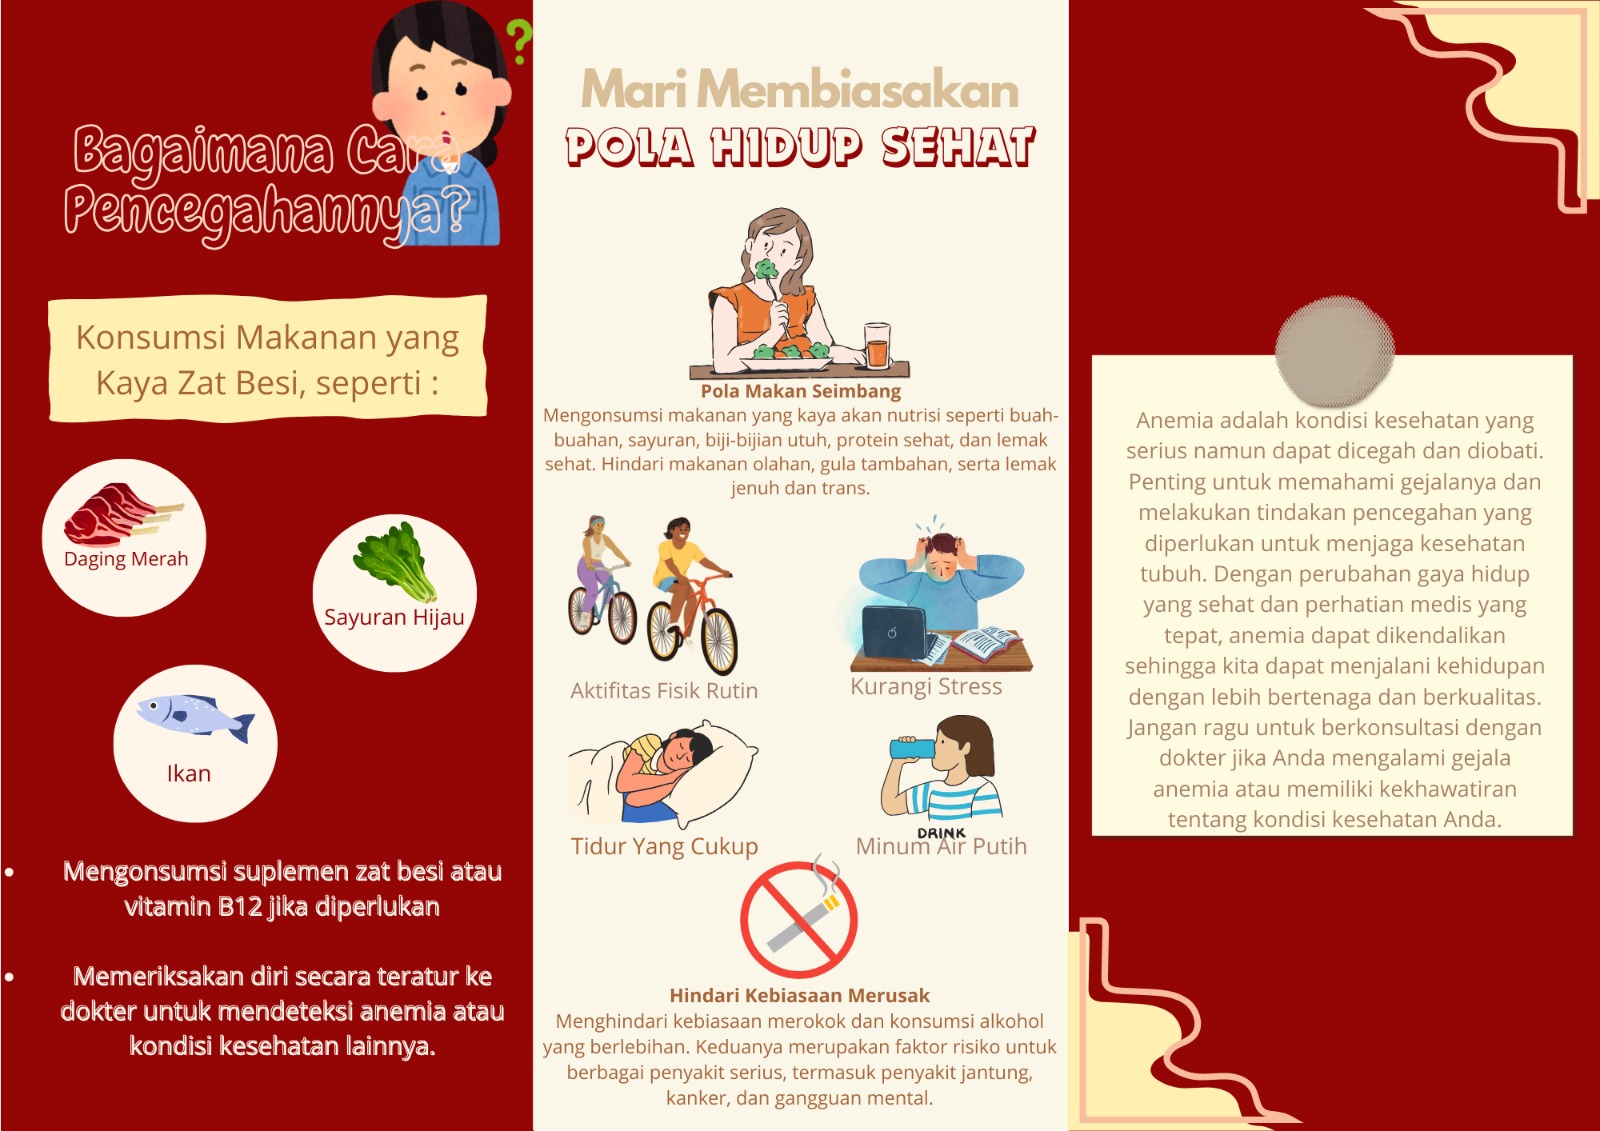 ?
Bagaimana Cara
Pencegahannya?
Konsumsi Makanan yang
Kaya Zat Besi, seperti :
Daging Merah
Sayuran Hijau
Ikan
• Mengonsumsi suplemen zat besi atau
vitamin B12 jika diperlukan
• Memeriksakan diri secara teratur ke
dokter untuk mendeteksi anemia atau
kondisi kesehatan lainnya.
Mari Membiasakan
POLA HIDUP SEHAT
Pola Makan Seimbang
Mengonsumsi makanan yang kaya akan nutrisi seperti buah-
buahan, sayuran, biji-bijian utuh, protein sehat, dan lemak
sehat. Hindari makanan olahan, gula tambahan, serta lemak
jenuh dan trans.
Aktifitas Fisik Rutin
Kurangi Stress
Tidur Yang Cukup
DRINK
Minum Air Putih
Hindari Kebiasaan Merusak
Menghindari kebiasaan merokok dan konsumsi alkohol
yang berlebihan. Keduanya merupakan faktor risiko untuk
berbagai penyakit serius, termasuk penyakit jantung,
kanker, dan gangguan mental.
Anemia adalah kondisi kesehatan yang
serius namun dapat dicegah dan diobati.
Penting untuk memahami gejalanya dan
melakukan tindakan pencegahan yang
diperlukan untuk menjaga kesehatan
tubuh. Dengan perubahan gaya hidup
yang sehat dan perhatian medis yang
tepat, anemia dapat dikendalikan
sehingga kita dapat menjalani kehidupan
dengan lebih bertenaga dan berkualitas.
Jangan ragu untuk berkonsultasi dengan
dokter jika Anda mengalami gejala
anemia atau memiliki kekhawatiran
tentang kondisi kesehatan Anda.